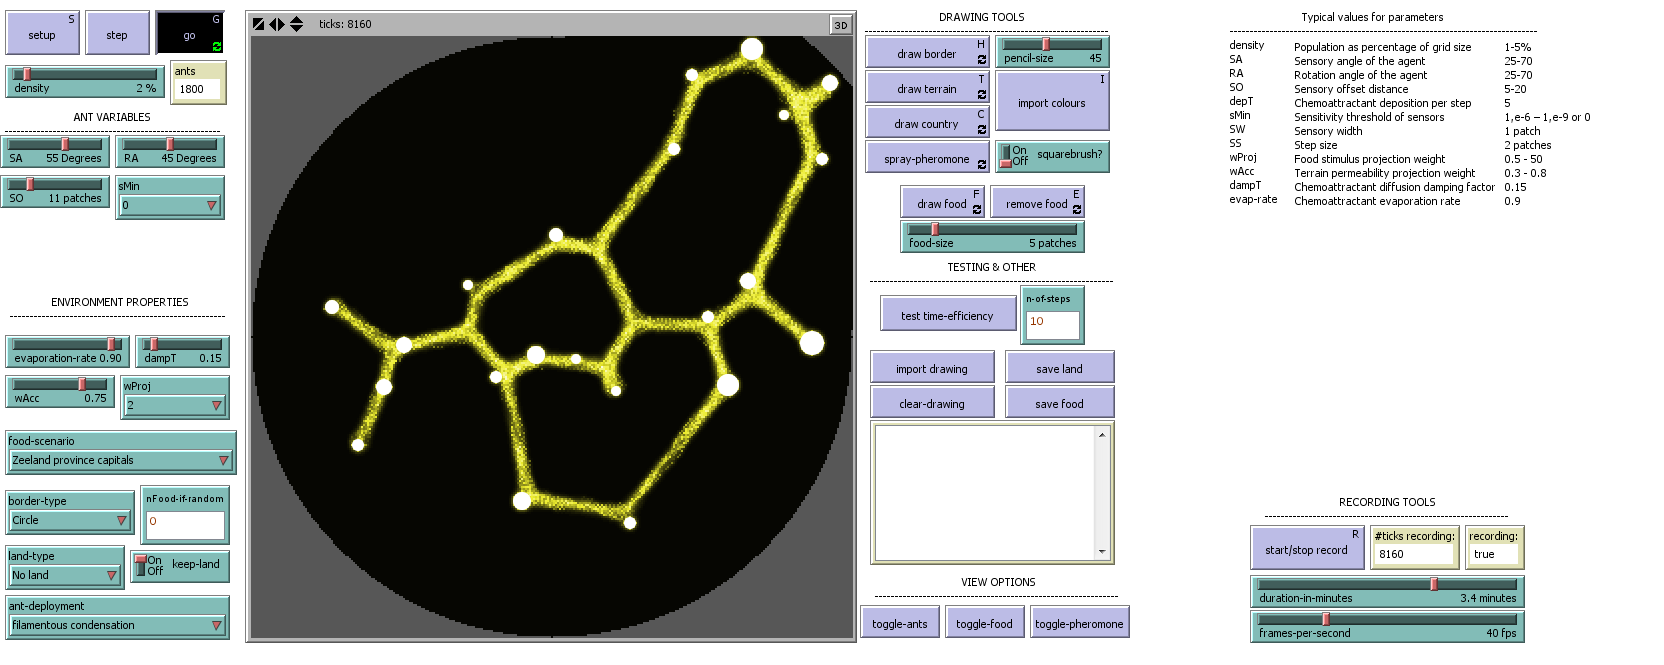 S
setup
step
G
go
density 2 %
ants
1800
ANT VARIABLES
SA 55 Degrees
RA 45 Degrees
SO 11 patches
sMin
0
ENVIRONMENT PROPERTIES
evaporation-rate 0.90
dampT 0.15
wAcc 0.75
wProj
2
food-scenario
Zeeland province capitals
border-type
Circle
nFood-if-random
0
land-type
No land
On
Off
keep-land
ant-deployment
filamentous condensation
ticks: 8160
3D
DRAWING TOOLS
H
draw border
pencil-size 45
T
draw terrain
I
import colours
C
draw country
spray-pheromone
On
Off
squarebrush?
F
draw food
E
remove food
food-size 5 patches
TESTING & OTHER
test time-efficiency
n-of-steps
10
import drawing
save land
clear-drawing
save food
VIEW OPTIONS
toggle-ants
toggle-food
toggle-pheromone
Typical values for parameters
density Population as percentage of grid size 1-5%
SA Sensory angle of the agent 25-70
RA Rotation angle of the agent 25-70
SO Sensory offset distance 5-20
depT Chemoattractant deposition per step 5
sMin Sensitivity threshold of sensors 1,e-6 – 1,e-9 or 0
SW Sensory width 1 patch
SS Step size 2 patches
wProj Food stimulus projection weight 0.5 - 50
wAcc Terrain permeability projection weight 0.3 - 0.8
dampT Chemoattractant diffusion damping factor 0.15
evap-rate Chemoattractant evaporation rate 0.9
RECORDING TOOLS
R
start/stop record
#ticks recording:
8160
recording:
true
duration-in-minutes 3.4 minutes
frames-per-second 40 fps